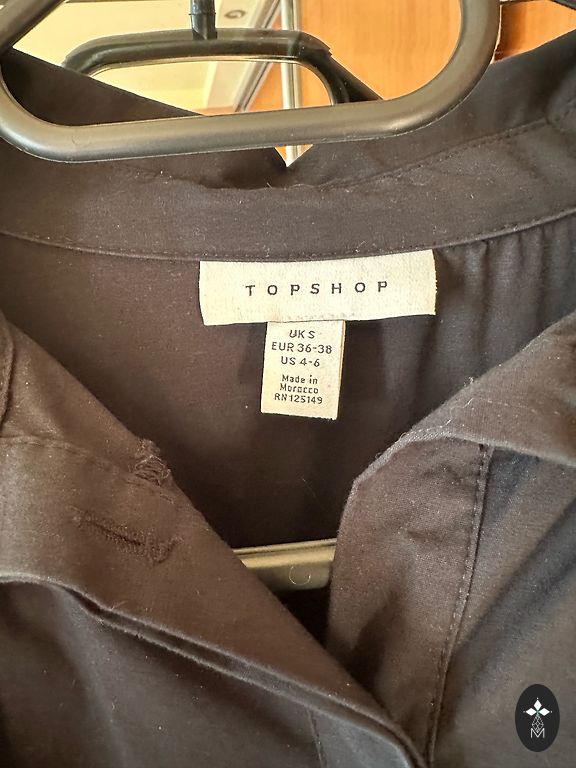 TOPSHOP
UK S
EUR 36-38
US 4-6
Made in
Morocco
RN 125149
M